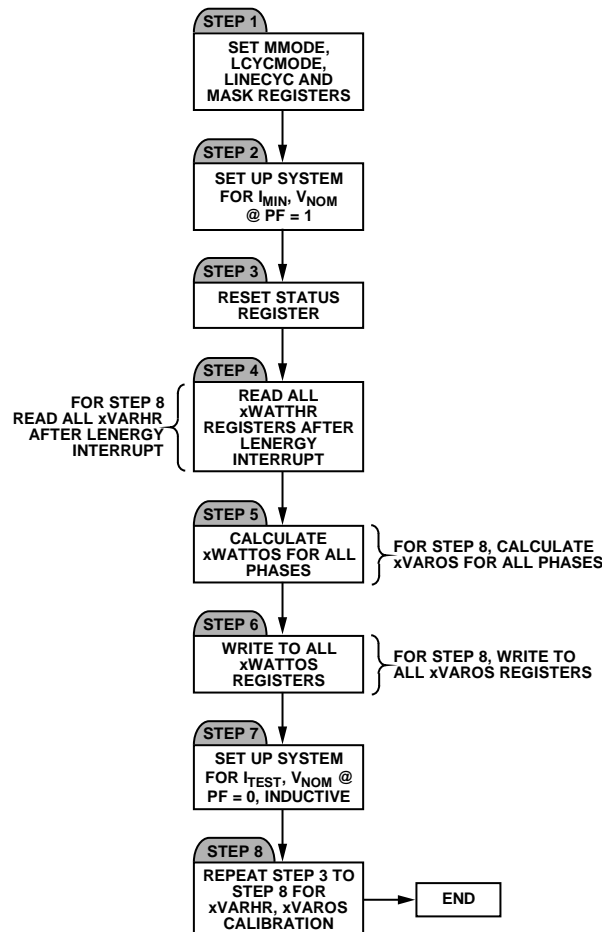 STEP 1
SET MMODE,
LCYCMODE,
LINECYC AND
MASK REGISTERS
STEP 2
SET UP SYSTEM
FOR IMIN, VNOM
@ PF = 1
STEP 3
RESET STATUS
REGISTER
STEP 4
READ ALL
xWATTHR
REGISTERS AFTER
LENERGY
INTERRUPT
FOR STEP 8
READ ALL xVARHR
AFTER LENERGY
INTERRUPT
STEP 5
CALCULATE
xWATTOS FOR ALL
PHASES
FOR STEP 8, CALCULATE
xVAROS FOR ALL PHASES
STEP 6
WRITE TO ALL
xWATTOS
REGISTERS
FOR STEP 8, WRITE TO
ALL xVAROS REGISTERS
STEP 7
SET UP SYSTEM
FOR ITEST, VNOM @
PF = 0, INDUCTIVE
STEP 8
REPEAT STEP 3 TO
STEP 8 FOR
xVARHR, xVAROS
CALIBRATION
END